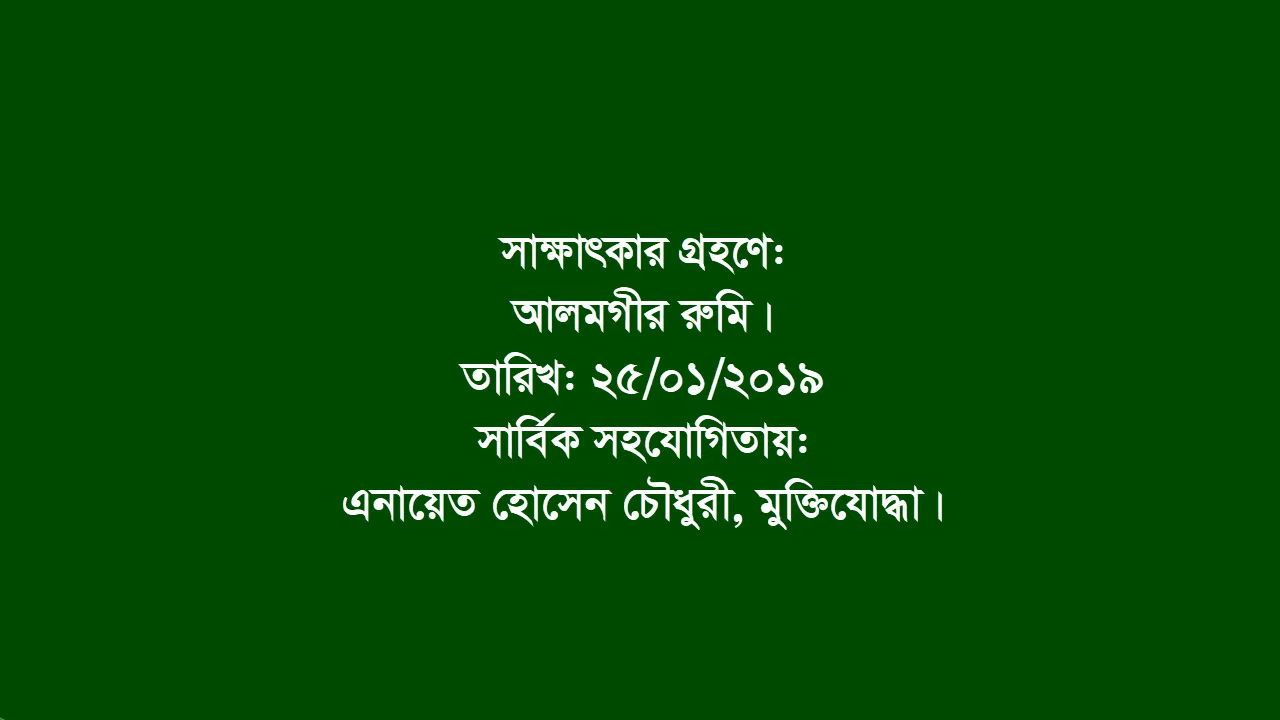 সাক্ষাৎকার গ্রহণে:
আলমগীর রুমি।
তারিখ: ২৫/০১/২০১৯
সার্বিক সহযোগিতায়:
এনায়েত হোসেন চৌধুরী, মুক্তিযোদ্ধা।